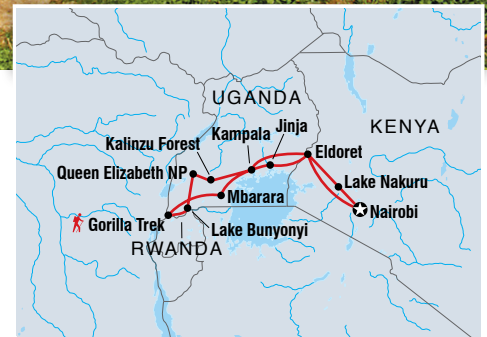 UGANDA
KENYA
Kalinzu Forest
Kampala
Jinja
Eldoret
Queen Elizabeth NP
Lake Nakuru
Mbarara
Nairobi
Gorilla Trek
Lake Bunyonyi
RWANDA